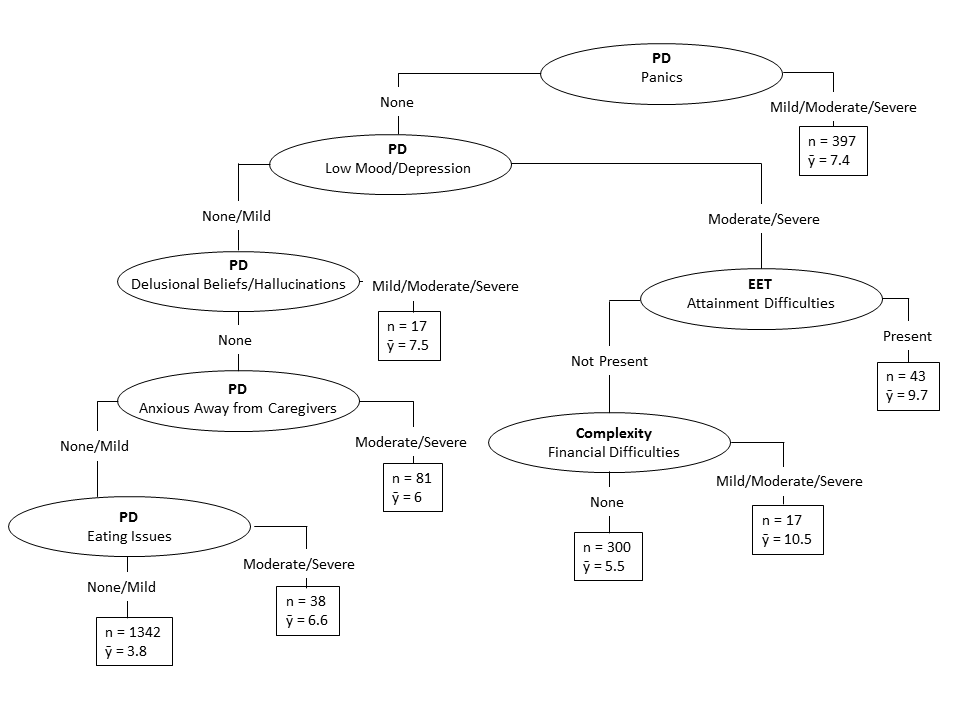 PD
Panics
None
Mild/Moderate/Severe
n = 397
ȳ = 7.4
PD
Low Mood/Depression
None/Mild
Moderate/Severe
PD
Delusional Beliefs/Hallucinations
Mild/Moderate/Severe
n = 17
ȳ = 7.5
EET
Attainment Difficulties
None
Not Present
Present
n = 43
ȳ = 9.7
PD
Anxious Away from Caregivers
None/Mild
Moderate/Severe
n = 81
ȳ = 6
Complexity
Financial Difficulties
None
n = 300
ȳ = 5.5
Mild/Moderate/Severe
n = 17
ȳ = 10.5
PD
Eating Issues
None/Mild
n = 1342
ȳ = 3.8
Moderate/Severe
n = 38
ȳ = 6.6